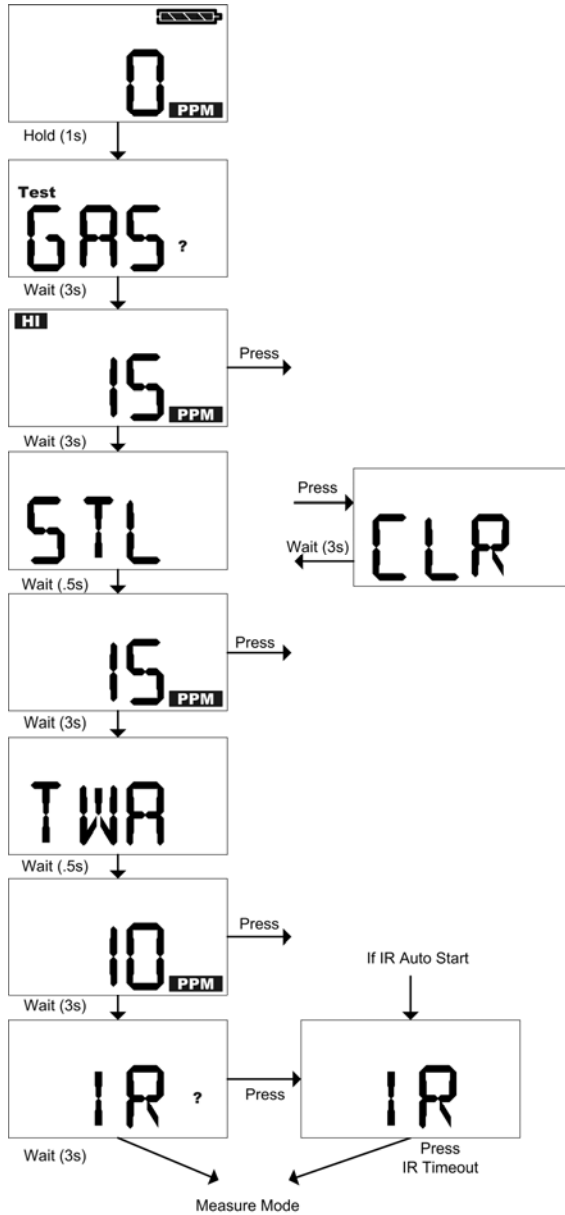 0
PPM
Hold (1s)
Test
GAS ?
Wait (3s)
HI
15
PPM
Press
Wait (3s)
STL
Press
CLR
Wait (3s)
Wait (.5s)
15
PPM
Press
Wait (3s)
TWA
Wait (.5s)
10
PPM
Press
Wait (3s)
If IR Auto Start
IR ?
Press
IR
Wait (3s)
Press
IR Timeout
Measure Mode